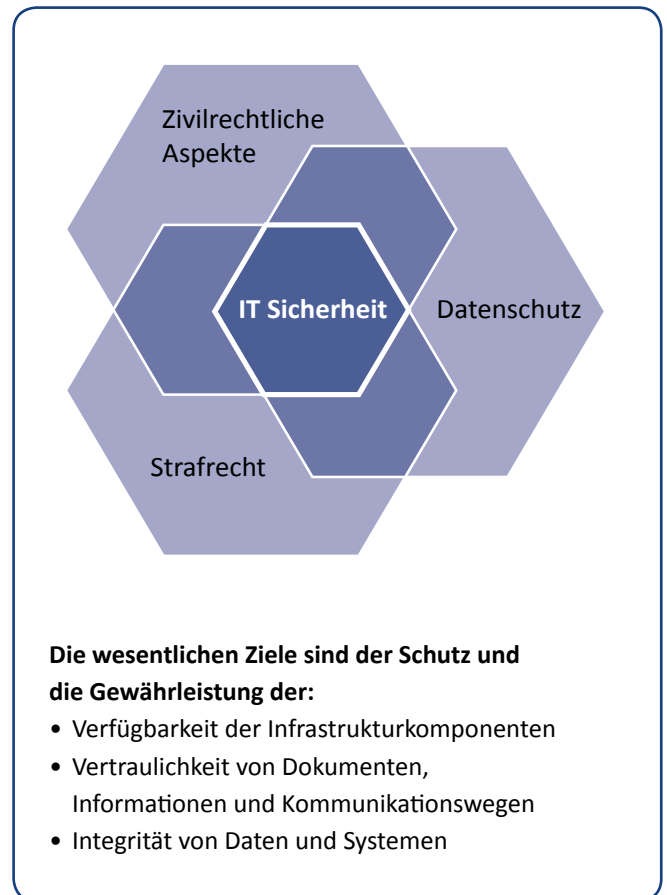 Zivilrechtliche
Aspekte
IT Sicherheit
Datenschutz
Strafrecht
Die wesentlichen Ziele sind der Schutz und
die Gewährleistung der:
• Verfügbarkeit der Infrastrukturkomponenten
• Vertraulichkeit von Dokumenten,
Informationen und Kommunikationswegen
• Integrität von Daten und Systemen